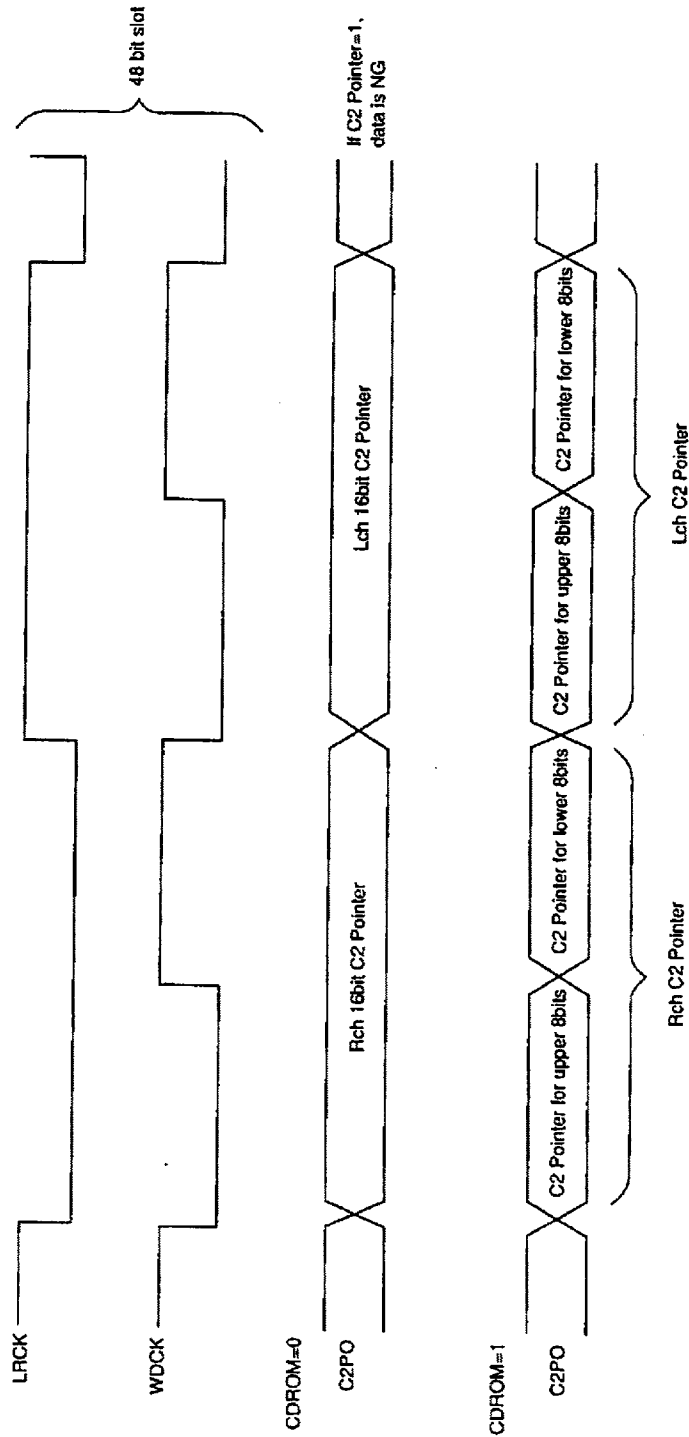 LRCK
48 bit slot
WDCK
CDROM=0
C2PO
Rch 16bit C2 Pointer
Lch 16bit C2 Pointer
If C2 Pointer=1,
data is NG
CDROM=1
C2PO
C2 Pointer for upper 8bits
C2 Pointer for lower 8bits
C2 Pointer for upper 8bits
C2 Pointer for lower 8bits
Rch C2 Pointer
Lch C2 Pointer